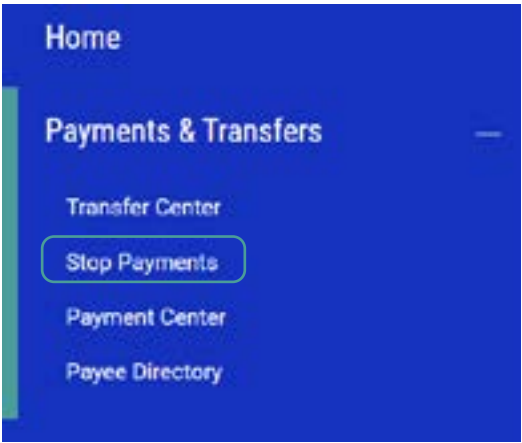 Home
Payments & Transfers
Transfer Center
Stop Payments
Payment Center
Payee Directory